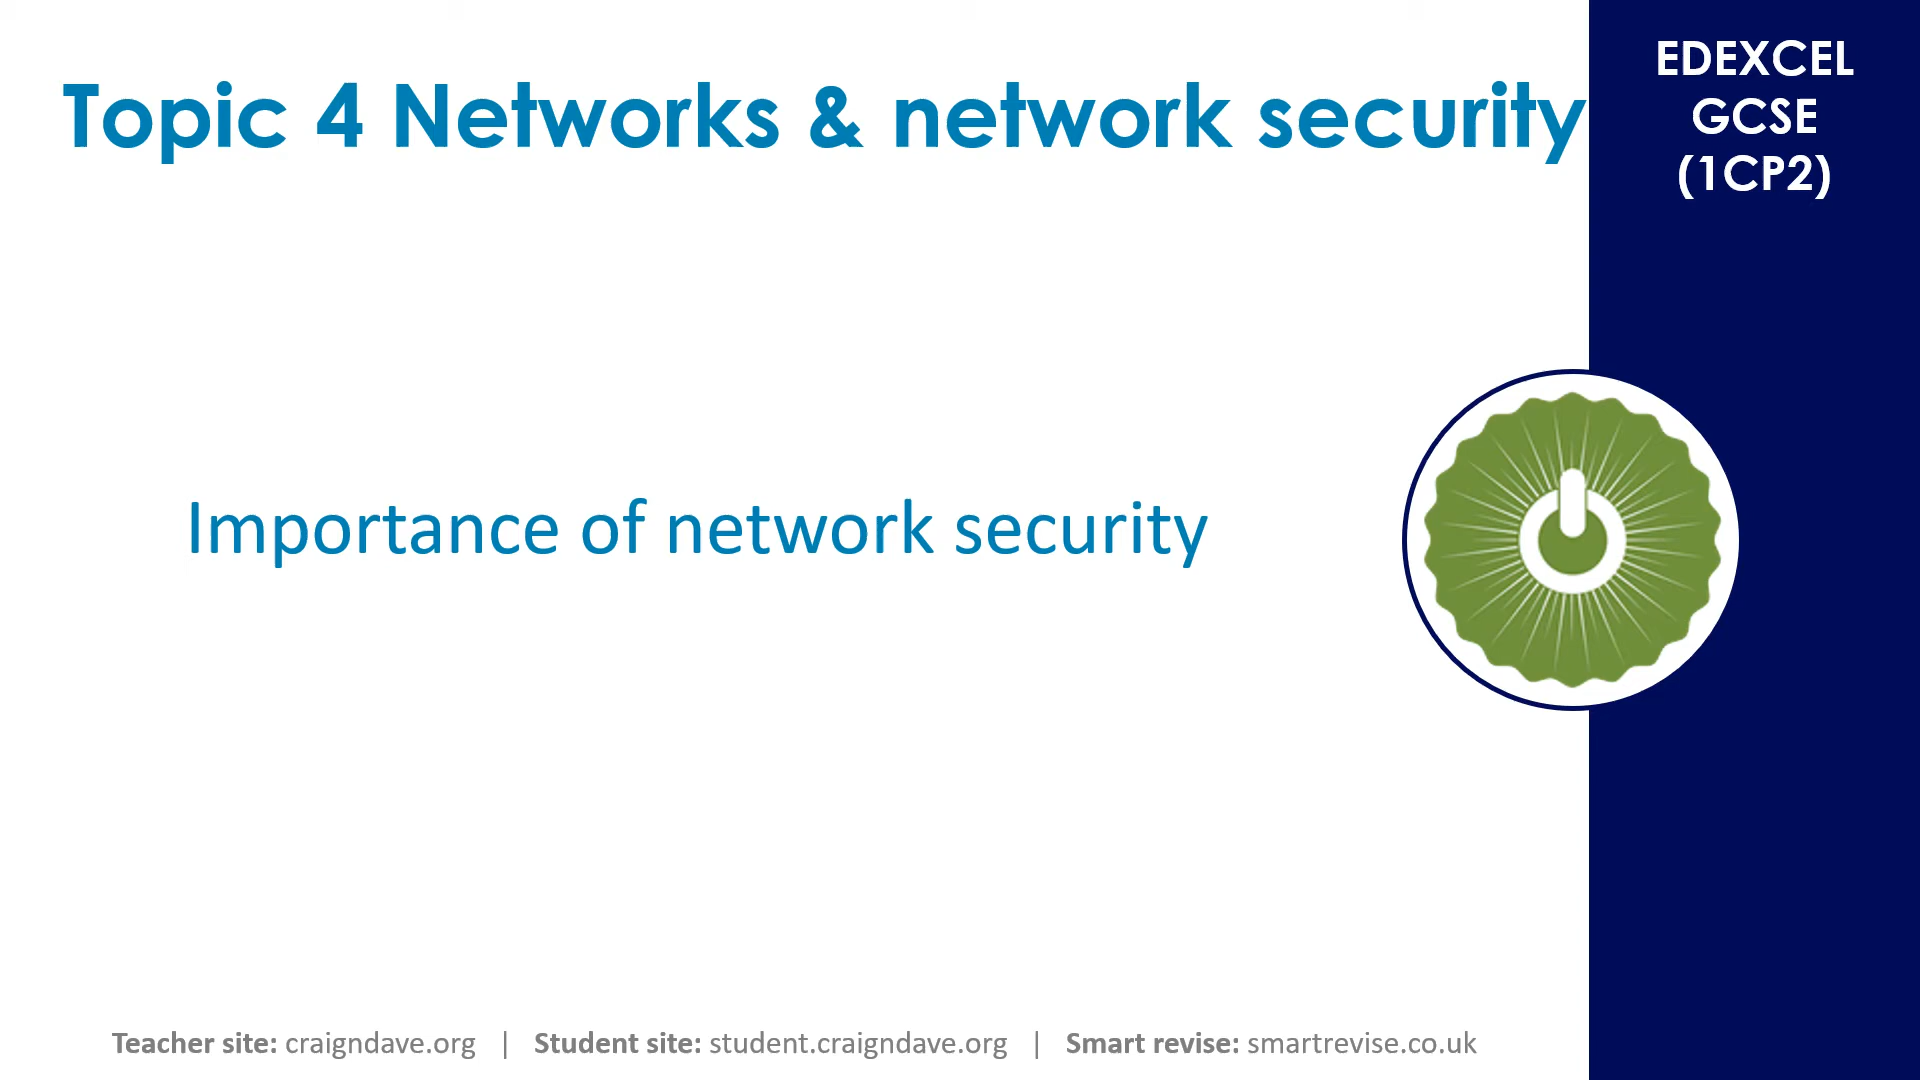 Topic 4 Networks & network security
EDEXCEL
GCSE
(1CP2)
Importance of network security
Teacher site: craigndave.org | Student site: student.craigndave.org | Smart revise: smartrevise.co.uk